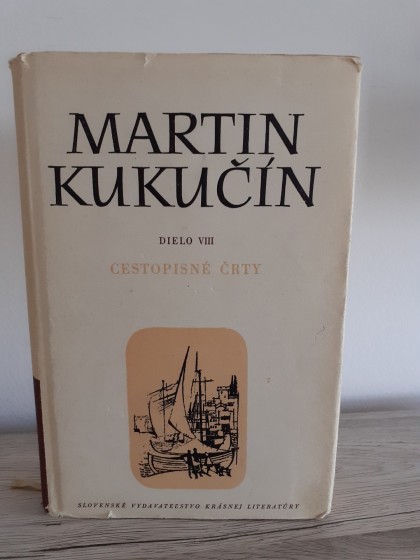 MARTIN
KUKUČÍN
DIELO VIII
CESTOPISNÉ ČRTY
SLOVENSKÉ VYDAVATEĽSTVO KRÁSNEJ LITERATÚRY